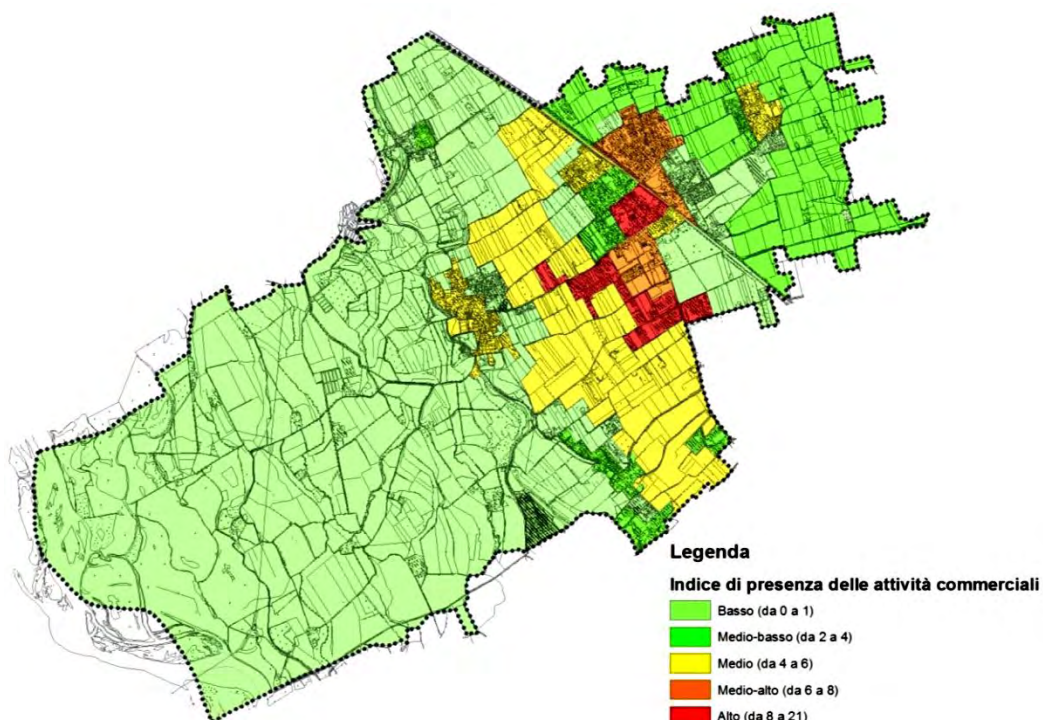 Legenda
Indice di presenza delle attività commerciali
Basso (da 0 a 1)
Medio-basso (da 2 a 4)
Medio (da 4 a 6)
Medio-alto (da 6 a 8)
Alto (da 8 a 21)